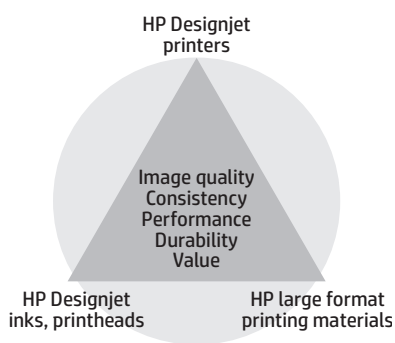 HP Designjet
printers
Image quality
Consistency
Performance
Durability
Value
HP Designjet
inks, printheads
HP large format
printing materials